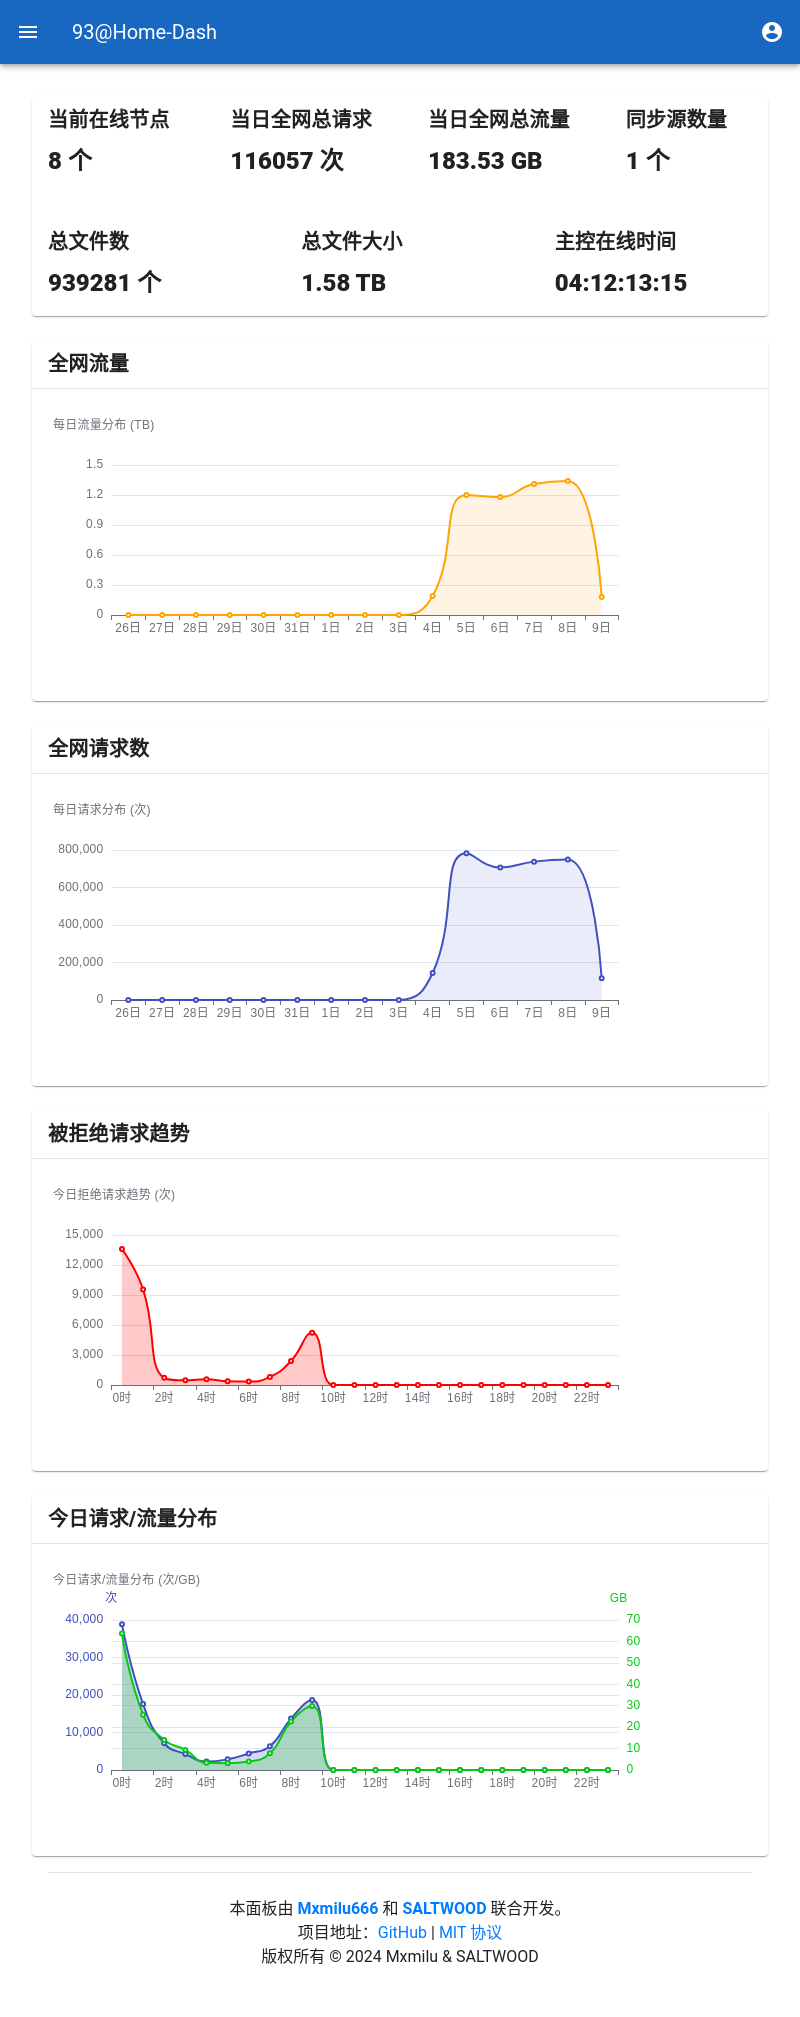 93@Home-Dash
当前在线节点 当日全网总请求 当日全网总流量 同步源数量
8 个 116057 次 183.53 GB 1 个
总文件数 总文件大小 主控在线时间
939281 个 1.58 TB 04:12:13:15
全网流量
每日流量分布 (TB)
1.5
1.2
0.9
0.6
0.3
0
26日 27日 28日 29日 30日 31日 1日 2日 3日 4日 5日 6日 7日 8日 9日
全网请求数
每日请求分布 (次)
800,000
600,000
400,000
200,000
0
26日 27日 28日 29日 30日 31日 1日 2日 3日 4日 5日 6日 7日 8日 9日
被拒绝请求趋势
今日拒绝请求趋势 (次)
15,000
12,000
9,000
6,000
3,000
0
0时 2时 4时 6时 8时 10时 12时 14时 16时 18时 20时 22时
今日请求/流量分布
今日请求/流量分布 (次/GB)
次 GB
40,000 70
60
30,000 50
40
20,000 30
10,000 20
10
0 0
0时 2时 4时 6时 8时 10时 12时 14时 16时 18时 20时 22时
本面板由 Mxmilu666 和 SALTWOOD 联合开发。
项目地址：GitHub | MIT 协议
版权所有 © 2024 Mxmilu & SALTWOOD